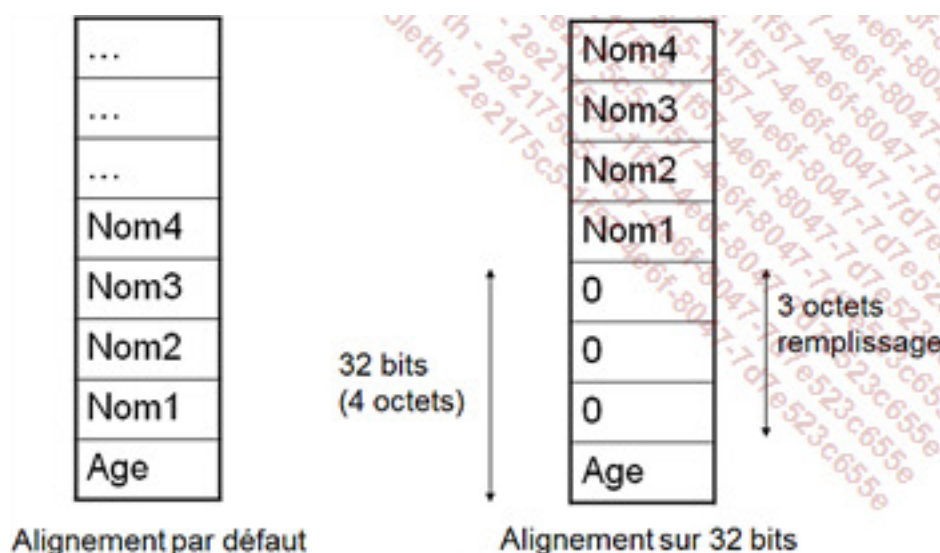 ...
...
...
Nom4
Nom3
Nom2
Nom1
Age
Alignement par défaut
32 bits
(4 octets)
Nom4
Nom3
Nom2
Nom1
0
0
0
Age
3 octets
remplissage
Alignement sur 32 bits